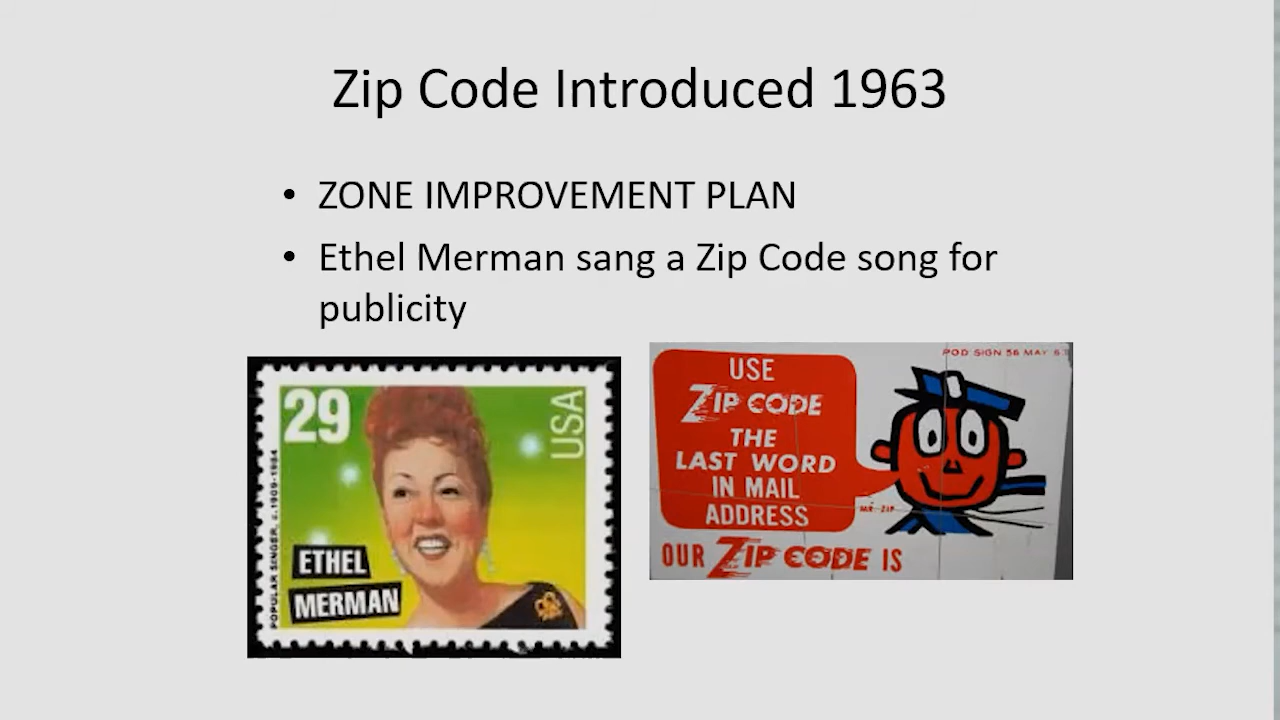 Zip Code Introduced 1963
• ZONE IMPROVEMENT PLAN
• Ethel Merman sang a Zip Code song for
publicity
29
USA
POPULAR SINGER, c.1909-1984
ETHEL
MERMAN
POD SIGN 56 MAY 63
USE
ZIP CODE
THE
LAST WORD
IN MAIL
ADDRESS
MR ZIP
OUR ZIP CODE IS